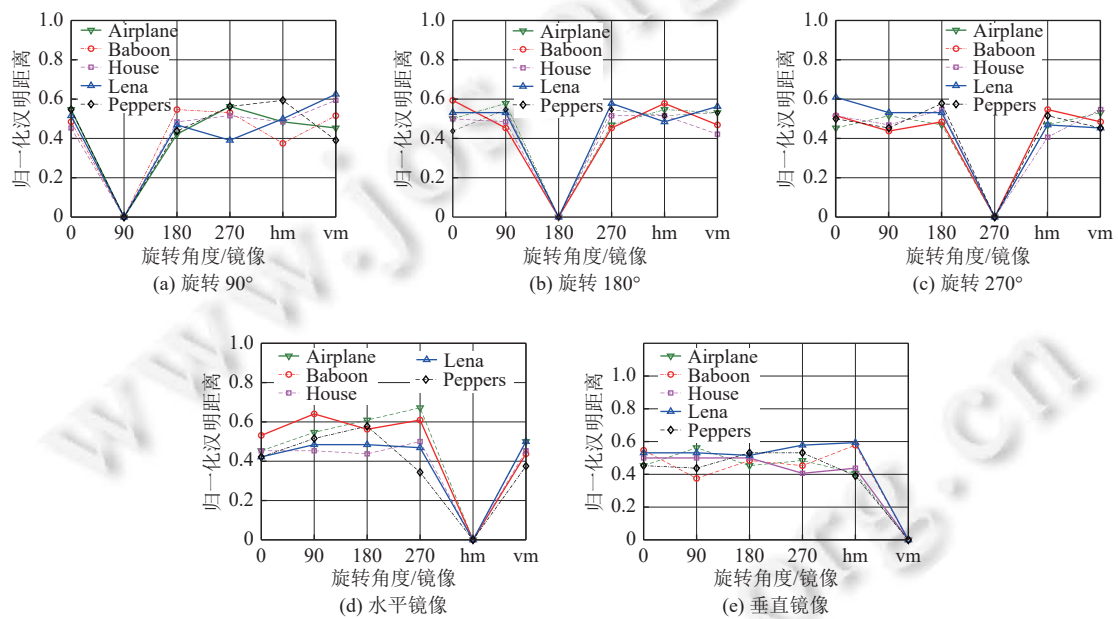 1.0
0.8
0.6
0.4
0.2
0
归一化汉明距离
Airplane
Baboon
House
Lena
Peppers
0 90 180 270 hm vm
旋转角度/镜像
(a) 旋转 90°
1.0
0.8
0.6
0.4
0.2
0
归一化汉明距离
Airplane
Baboon
House
Lena
Peppers
0 90 180 270 hm vm
旋转角度/镜像
(b) 旋转 180°
1.0
0.8
0.6
0.4
0.2
0
归一化汉明距离
Airplane
Baboon
House
Lena
Peppers
0 90 180 270 hm vm
旋转角度/镜像
(c) 旋转 270°
1.0
0.8
0.6
0.4
0.2
0
归一化汉明距离
Airplane
Baboon
House
Lena
Peppers
0 90 180 270 hm vm
旋转角度/镜像
(d) 水平镜像
1.0
0.8
0.6
0.4
0.2
0
归一化汉明距离
Airplane
Baboon
House
Lena
Peppers
0 90 180 270 hm vm
旋转角度/镜像
(e) 垂直镜像